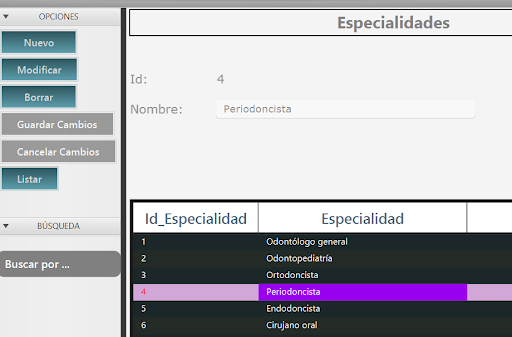 OPCIONES
Nuevo
Modificar
Borrar
Guardar Cambios
Cancelar Cambios
Listar
BÚSQUEDA
Buscar por ...
Especialidades
Id: 4
Nombre: Periodoncista
Id_Especialidad Especialidad
1 Odontólogo general
2 Odontopediatría
3 Ortodoncista
4 Periodoncista
5 Endodoncista
6 Cirujano oral